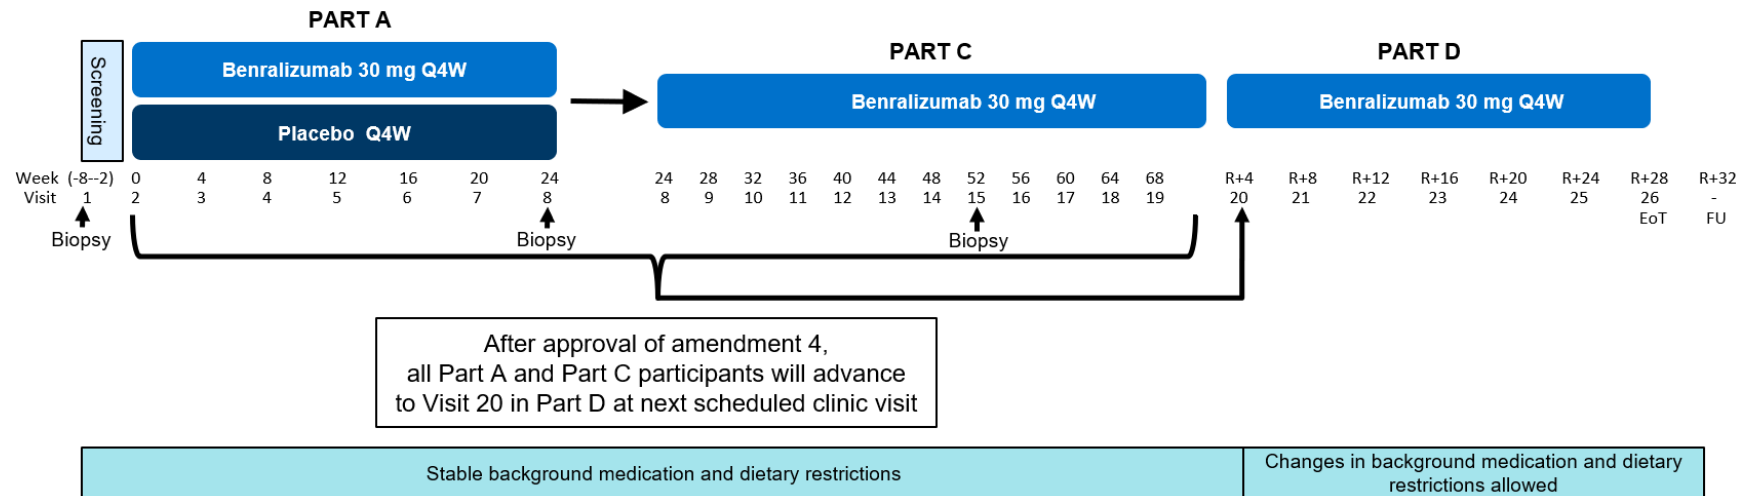 PART A
PART C
PART D
Screening
Benralizumab 30 mg Q4W
Placebo Q4W
Benralizumab 30 mg Q4W
Benralizumab 30 mg Q4W
Week (-8--2) 0 4 8 12 16 20 24 24 28 32 36 40 44 48 52 56 60 64 68 R+4 R+8 R+12 R+16 R+20 R+24 R+28 R+32
Visit 1 2 3 4 5 6 7 8 8 9 10 11 12 13 14 15 16 17 18 19 20 21 22 23 24 25 26 -
EoT FU
Biopsy Biopsy Biopsy
After approval of amendment 4,
all Part A and Part C participants will advance
to Visit 20 in Part D at next scheduled clinic visit
Stable background medication and dietary restrictions
Changes in background medication and dietary
restrictions allowed